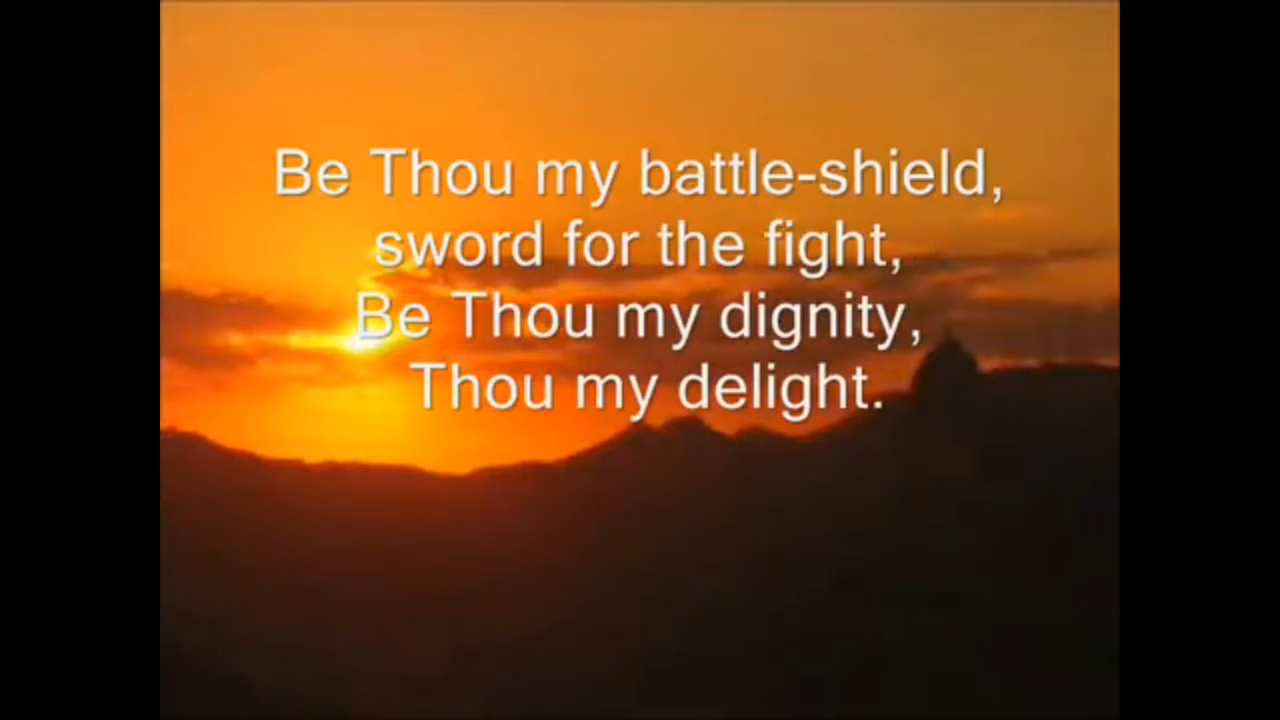 Be Thou my battle-shield,
sword for the fight,
Be Thou my dignity,
Thou my delight.